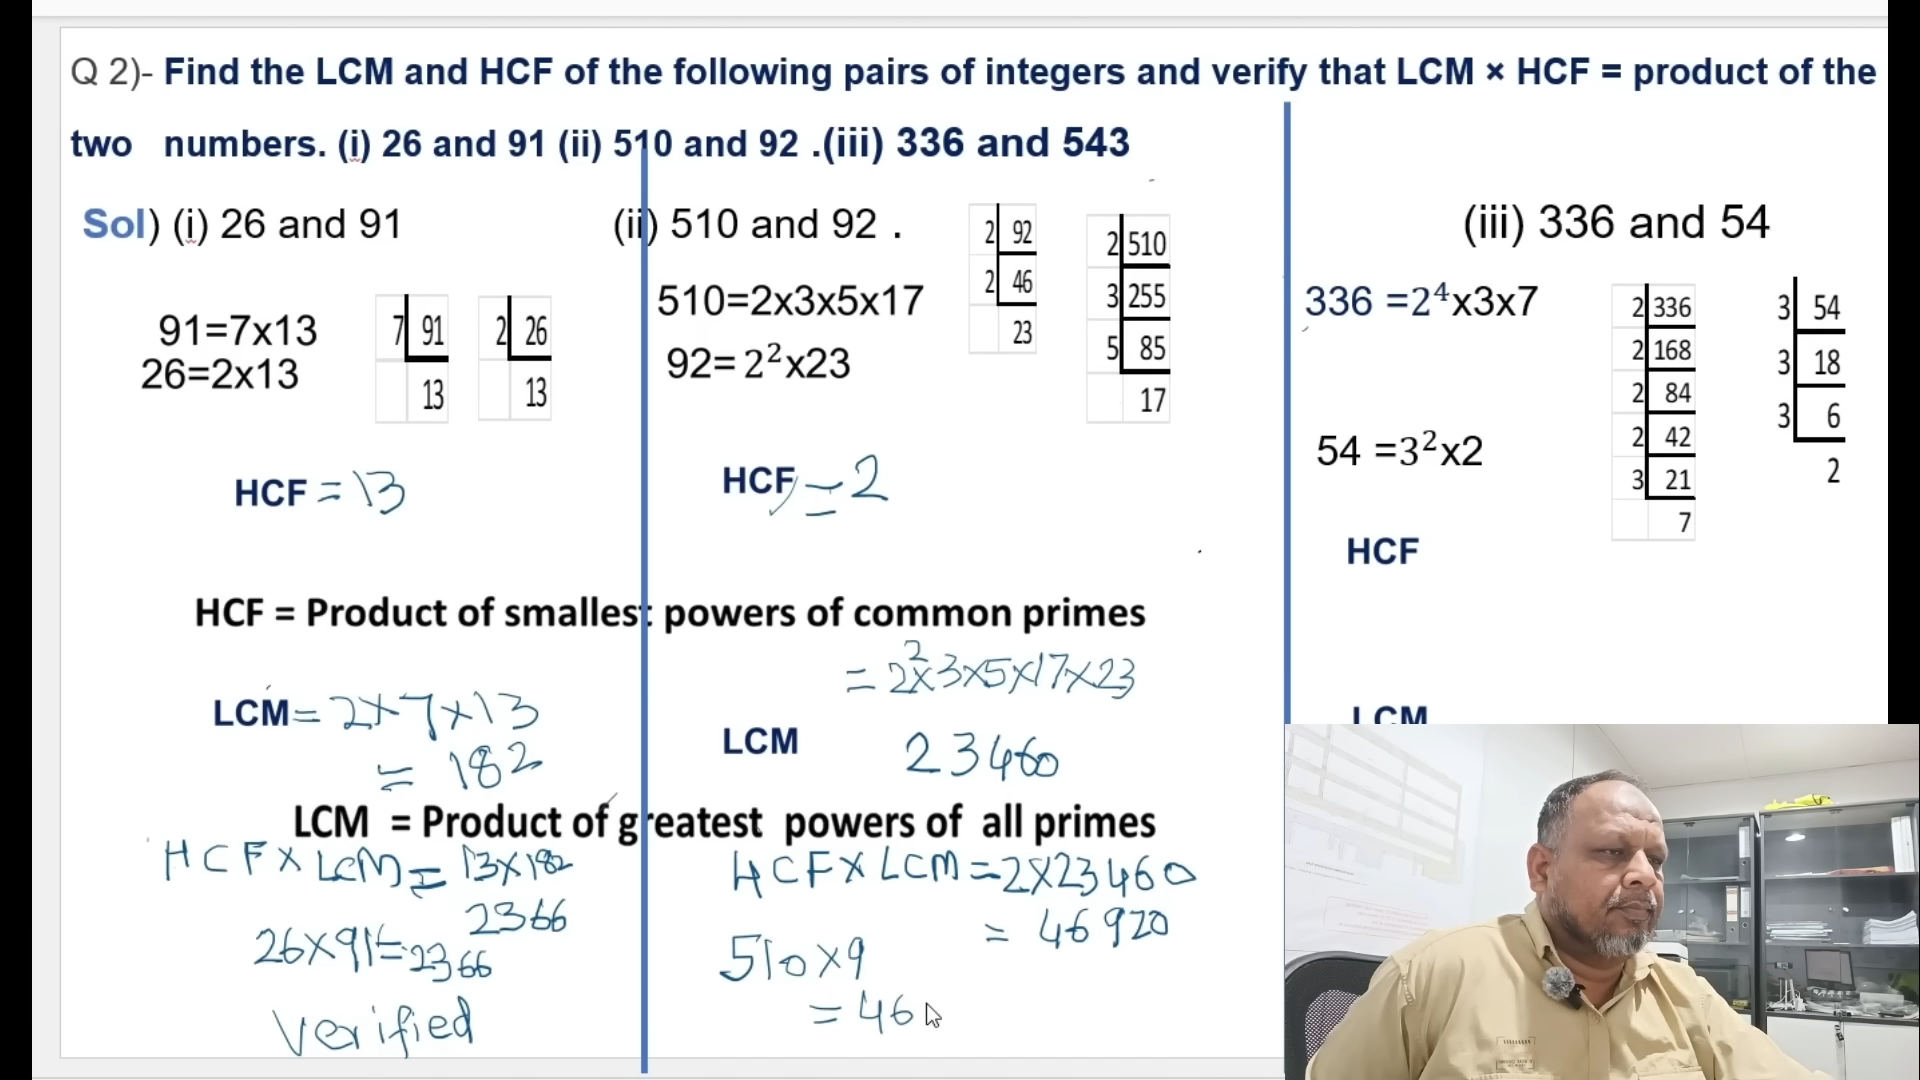 Q 2)- Find the LCM and HCF of the following pairs of integers and verify that LCM × HCF = product of the
two numbers. (i) 26 and 91 (ii) 510 and 92 .(iii) 336 and 543
Sol) (i) 26 and 91
91=7x13
26=2x13
7 91
13
2 26
13
HCF = 13
(ii) 510 and 92 .
510=2x3x5x17
92= 2²x23
2 92
2 46
23
2 510
3 255
5 85
17
HCF = 2
(iii) 336 and 54
336 =2⁴x3x7
54 =3²x2
2 336
2 168
2 84
2 42
3 21
7
3 54
3 18
3 6
2
HCF
HCF = Product of smallest powers of common primes
LCM = 2x7x13
= 182
= 2²x3x5x17x23
LCM 23460
LCM
LCM = Product of greatest powers of all primes
HCF x LCM = 13x182
2366
26x91=2366
Verified
HCF x LCM = 2x23460
= 46920
510x9
= 46